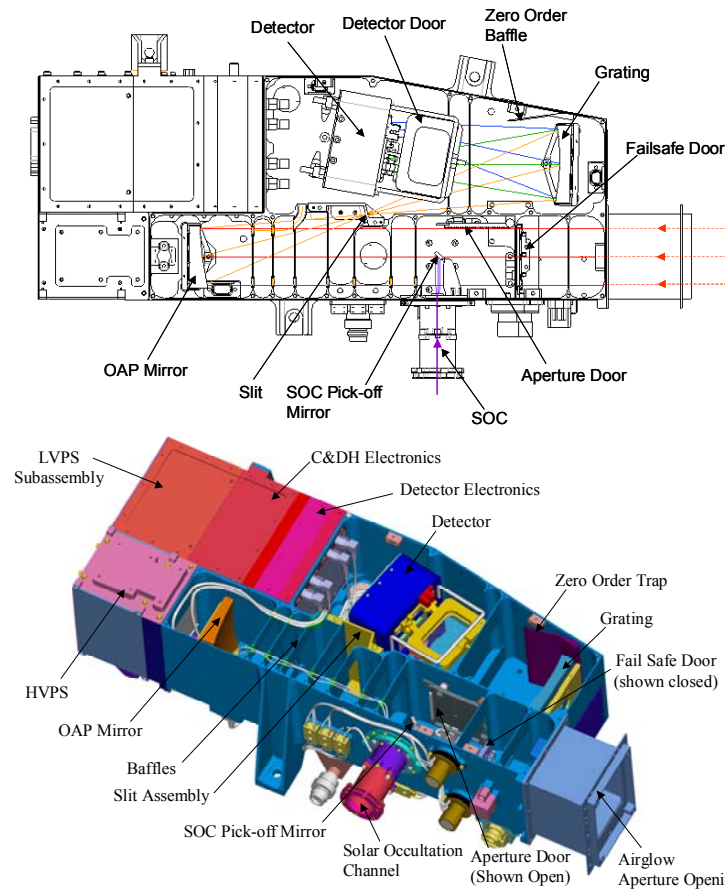 Detector
Detector Door
Zero Order
Baffle
Grating
Failsafe Door
OAP Mirror
Slit
SOC Pick-off
Mirror
SOC
Aperture Door
LVPS
Subassembly
C&DH Electronics
Detector Electronics
Detector
Zero Order Trap
Grating
Fail Safe Door
(shown closed)
HVPS
OAP Mirror
Baffles
Slit Assembly
SOC Pick-off Mirror
Solar Occultation
Channel
Aperture Door
(Shown Open)
Airglow
Aperture Openi